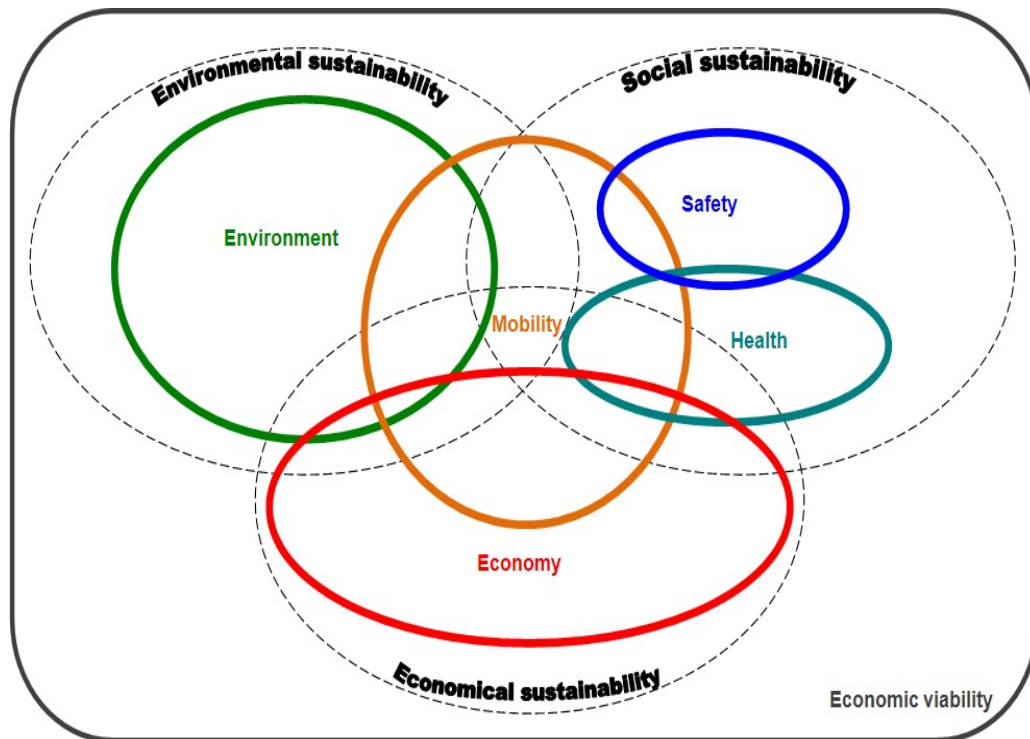 Environmental sustainability
Social sustainability
Safety
Environment
Mobility
Health
Economy
Economical sustainability
Economic viability